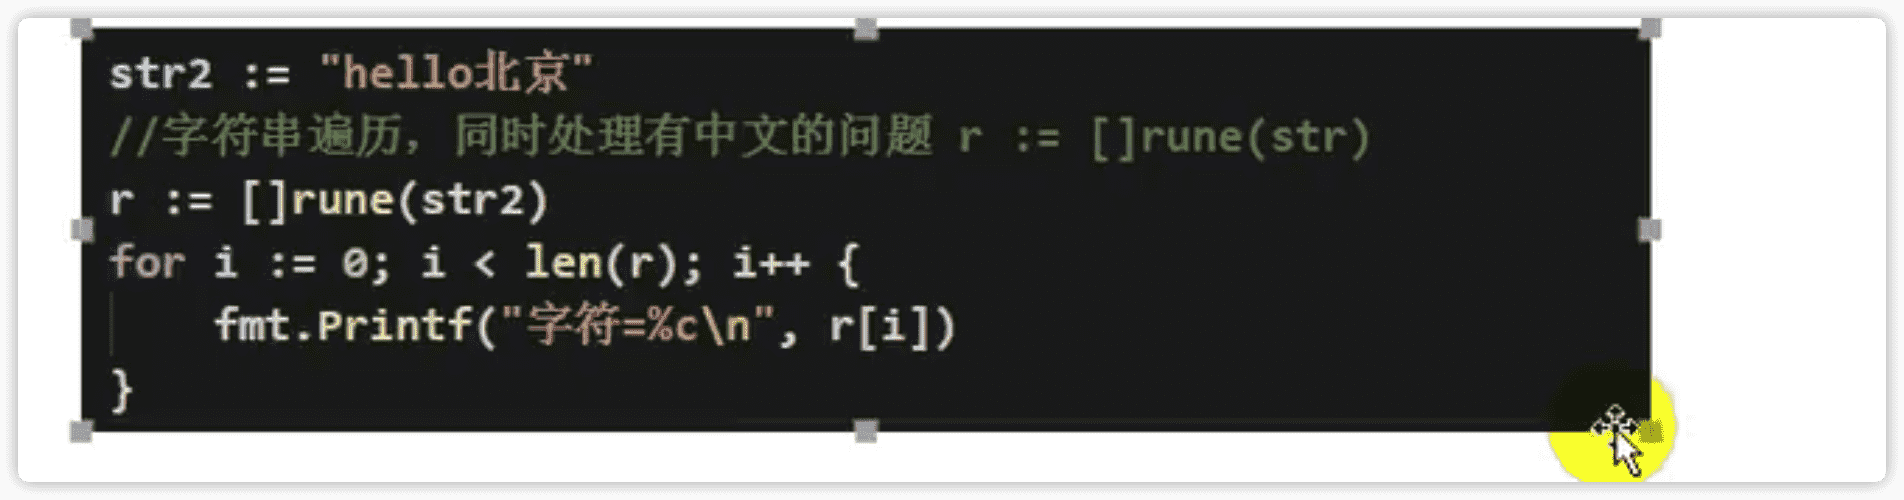 str2 := "hello北京"
//字符串遍历，同时处理有中文的问题 r := []rune(str)
r := []rune(str2)
for i := 0; i < len(r); i++ {
    fmt.Printf("字符=%c\n", r[i])
}